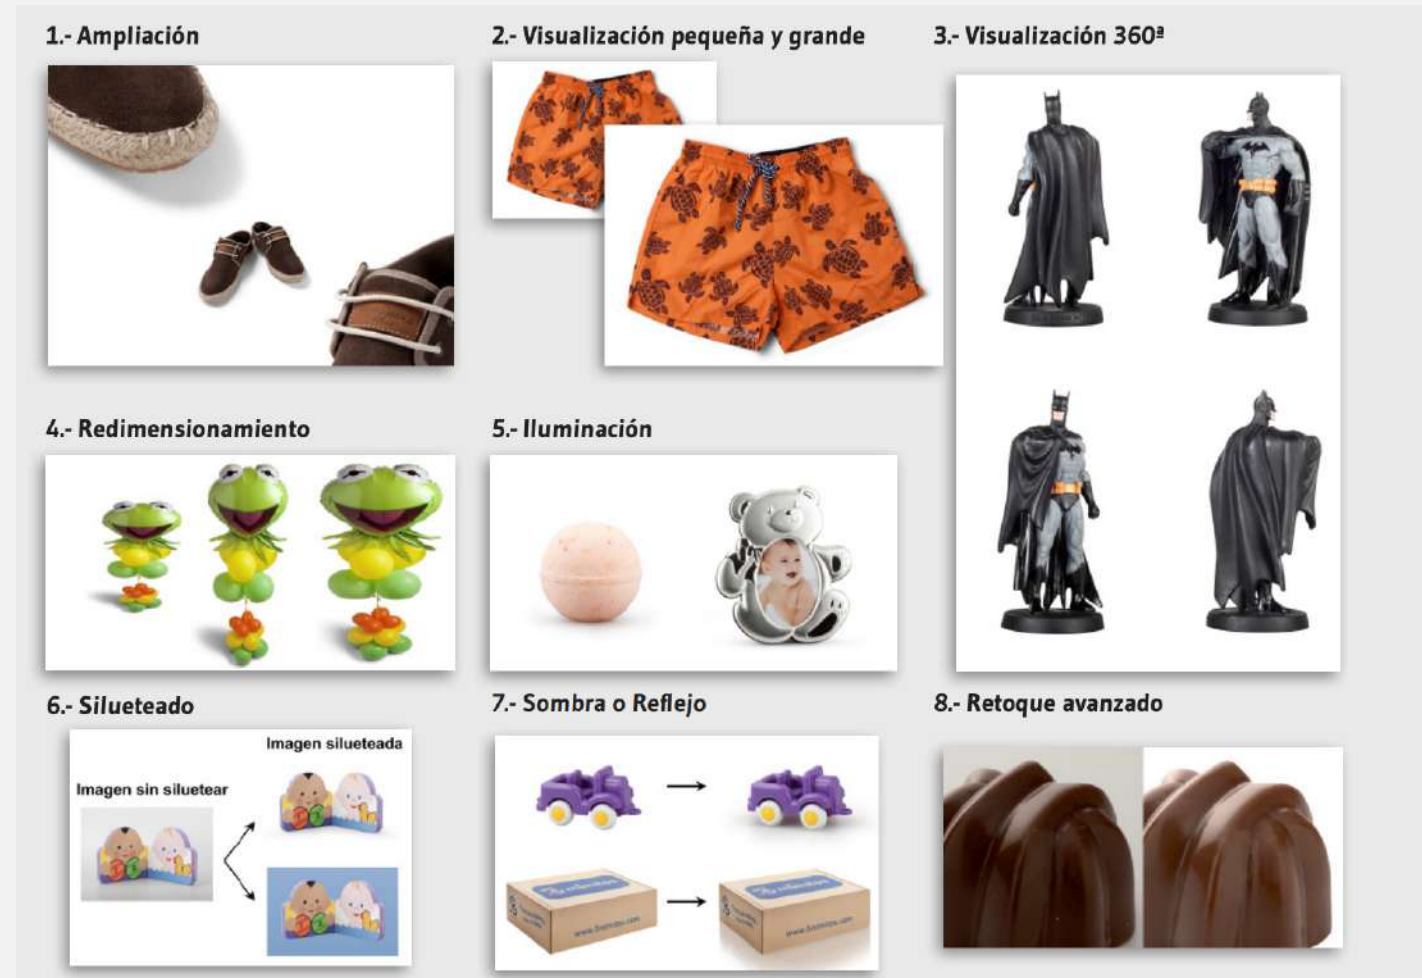 1.- Ampliación
2.- Visualización pequeña y grande
3.- Visualización 360ª
4.- Redimensionamiento
5.- Iluminación
6.- Silueteado
Imagen silueteada
Imagen sin siluetear
7.- Sombra o Reflejo
8.- Retoque avanzado